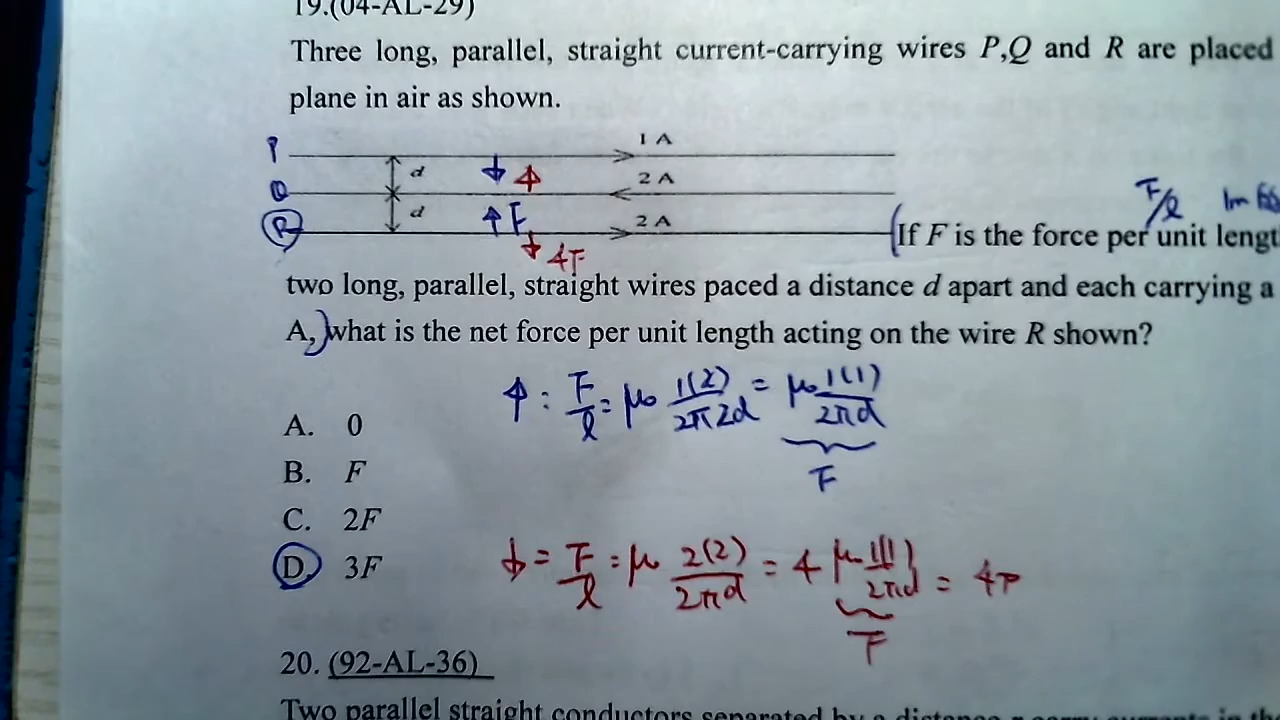 19.(04-AL-29)
Three long, parallel, straight current-carrying wires P,Q and R are placed
plane in air as shown.
P 1 A
d
Q 2 A
d F
R 2 A
4F
F/l 1m
(If F is the force per unit lengt
two long, parallel, straight wires paced a distance d apart and each carrying a
A,) what is the net force per unit length acting on the wire R shown?
↑ : F/l = μ₀ 1(2)/2π2d = μ₀ 1(1)/2πd
F
A. 0
B. F
C. 2F
D. 3F
↓ = F/l = μ 2(2)/2πd = 4 μ 1(1)/2πd = 4F
F
20. (92-AL-36)
Two parallel straight conductors separated by a distance